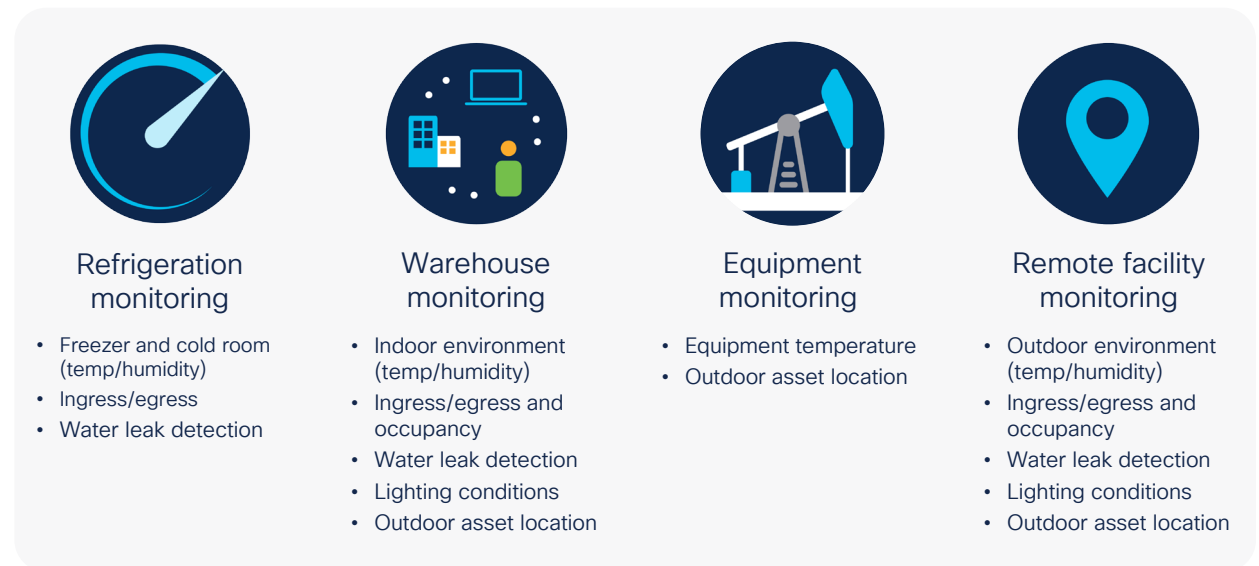 Refrigeration
monitoring
• Freezer and cold room
(temp/humidity)
• Ingress/egress
• Water leak detection
Warehouse
monitoring
• Indoor environment
(temp/humidity)
• Ingress/egress and
occupancy
• Water leak detection
• Lighting conditions
• Outdoor asset location
Equipment
monitoring
• Equipment temperature
• Outdoor asset location
Remote facility
monitoring
• Outdoor environment
(temp/humidity)
• Ingress/egress and
occupancy
• Water leak detection
• Lighting conditions
• Outdoor asset location